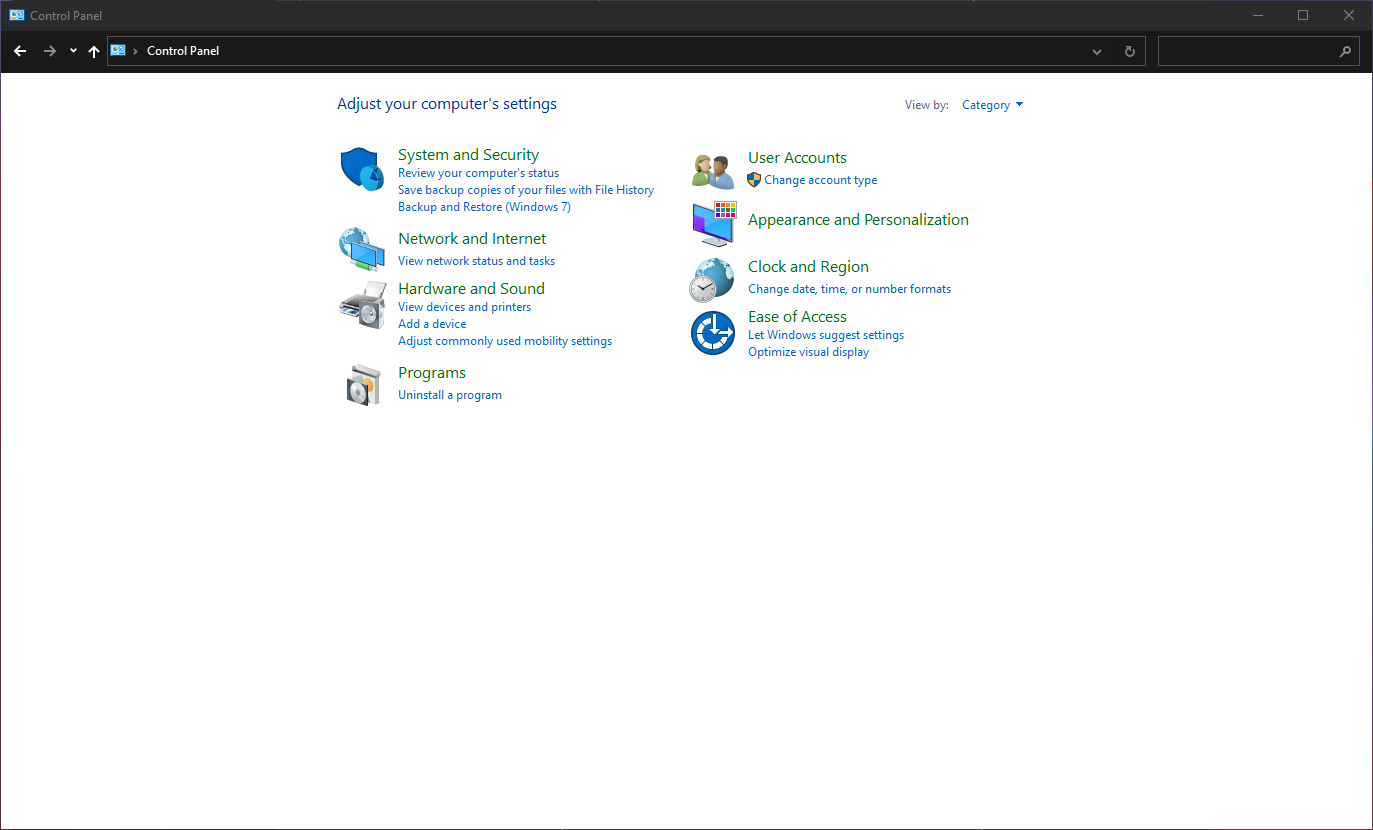 Control Panel
Control Panel
Adjust your computer's settings
View by: Category
System and Security
Review your computer's status
Save backup copies of your files with File History
Backup and Restore (Windows 7)
Network and Internet
View network status and tasks
Hardware and Sound
View devices and printers
Add a device
Adjust commonly used mobility settings
Programs
Uninstall a program
User Accounts
Change account type
Appearance and Personalization
Clock and Region
Change date, time, or number formats
Ease of Access
Let Windows suggest settings
Optimize visual display